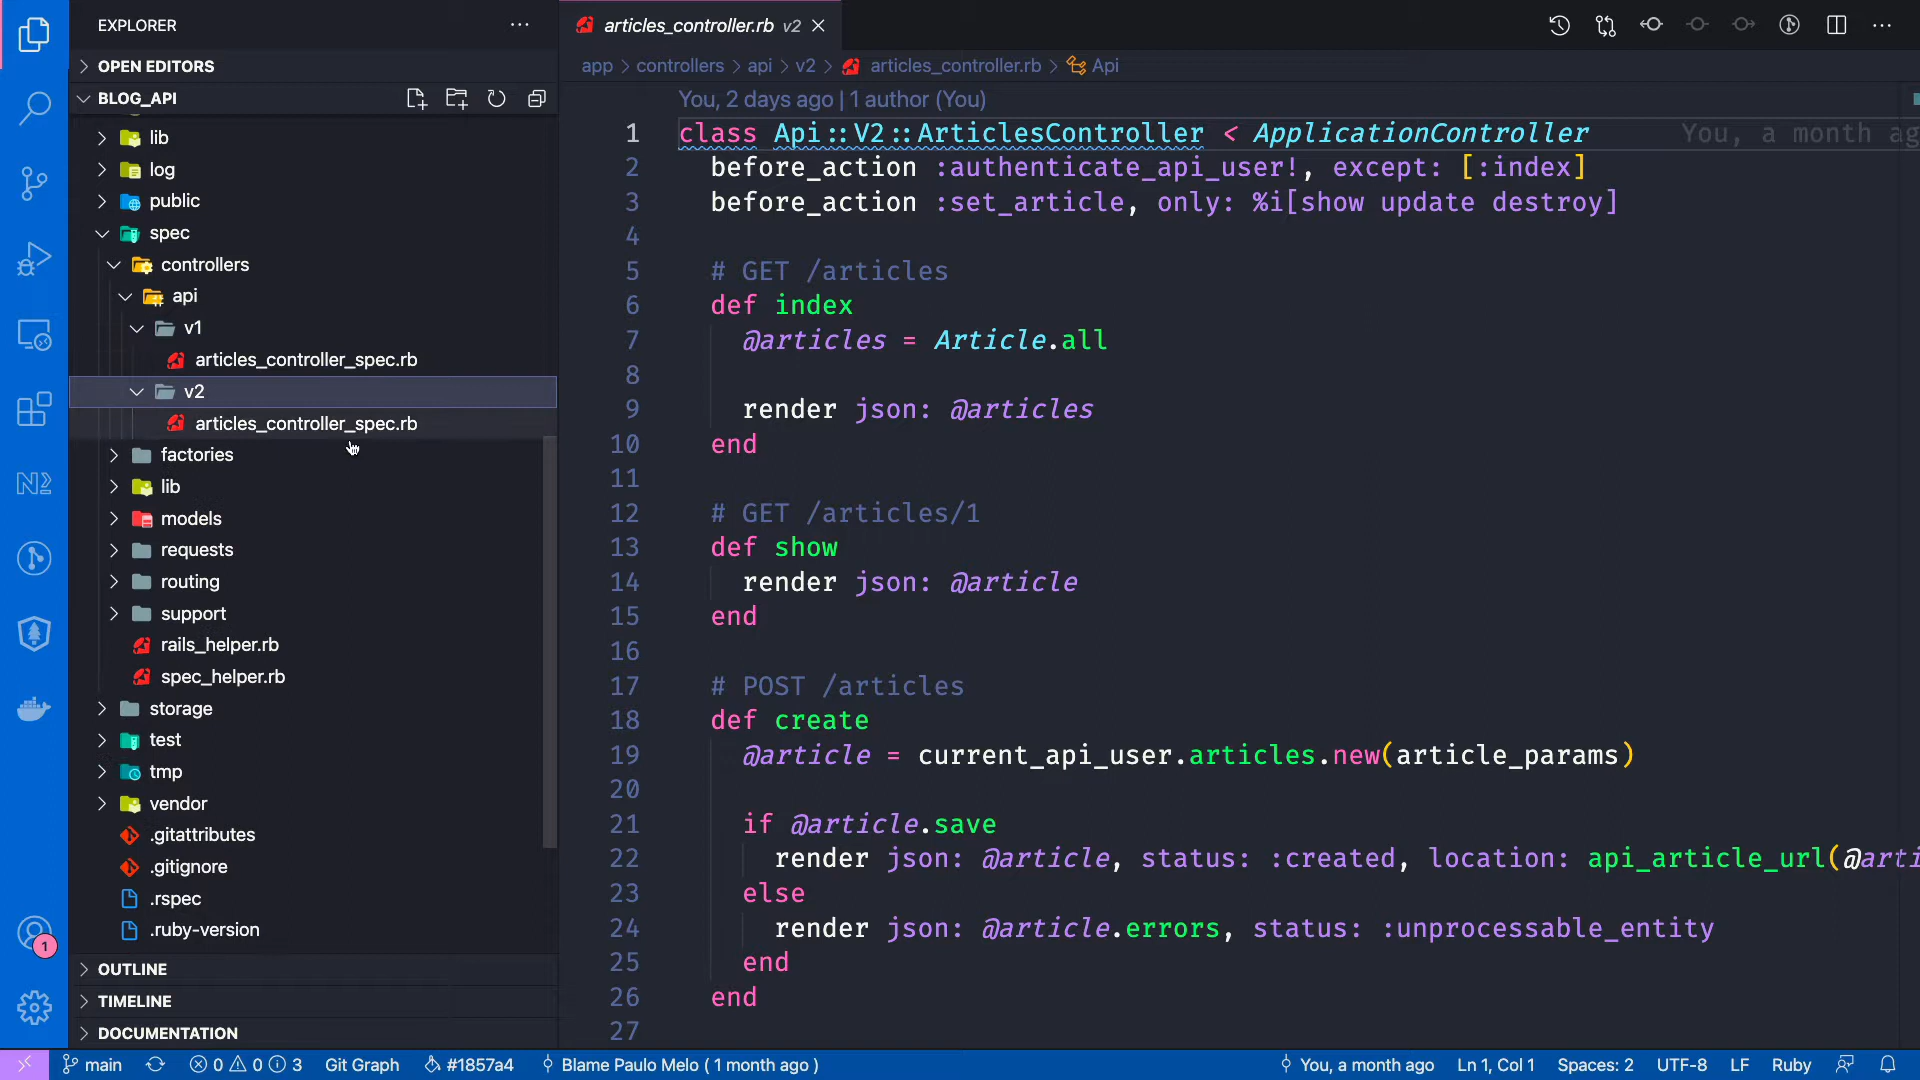 EXPLORER
OPEN EDITORS
BLOG_API
lib
log
public
spec
controllers
api
v1
articles_controller_spec.rb
v2
articles_controller_spec.rb
factories
lib
models
requests
routing
support
rails_helper.rb
spec_helper.rb
storage
test
tmp
vendor
.gitattributes
.gitignore
.rspec
.ruby-version
OUTLINE
TIMELINE
DOCUMENTATION
1
articles_controller.rb v2
app > controllers > api > v2 > articles_controller.rb > Api
You, 2 days ago | 1 author (You)
1 class Api::V2::ArticlesController < ApplicationController You, a month ag
2 before_action :authenticate_api_user!, except: [:index]
3 before_action :set_article, only: %i[show update destroy]
4
5 # GET /articles
6 def index
7 @articles = Article.all
8
9 render json: @articles
10 end
11
12 # GET /articles/1
13 def show
14 render json: @article
15 end
16
17 # POST /articles
18 def create
19 @article = current_api_user.articles.new(article_params)
20
21 if @article.save
22 render json: @article, status: :created, location: api_article_url(@arti
23 else
24 render json: @article.errors, status: :unprocessable_entity
25 end
26 end
27
main 0 0 3 Git Graph #1857a4 Blame Paulo Melo ( 1 month ago ) You, a month ago Ln 1, Col 1 Spaces: 2 UTF-8 LF Ruby